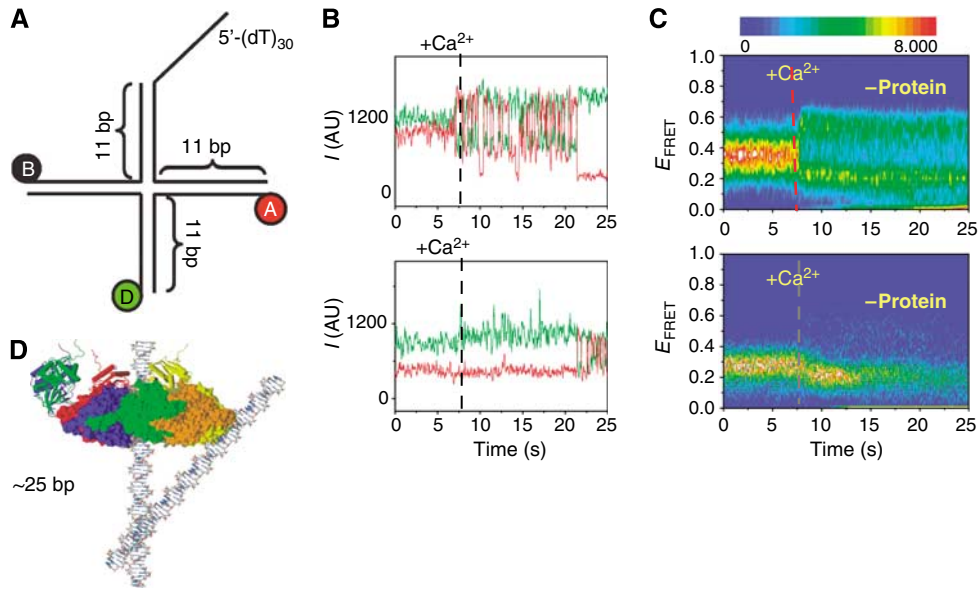 A
5'-(dT)30
11 bp
11 bp
B
A
11 bp
D
B
+Ca2+
I (AU)
1200
0
0 5 10 15 20 25
Time (s)
+Ca2+
I (AU)
1200
0
0 5 10 15 20 25
Time (s)
C
0 8.000
+Ca2+
–Protein
EFRET
1.0
0.8
0.6
0.4
0.2
0.0
0 5 10 15 20 25
+Ca2+
–Protein
EFRET
1.0
0.8
0.6
0.4
0.2
0.0
0 5 10 15 20 25
Time (s)
D
~25 bp